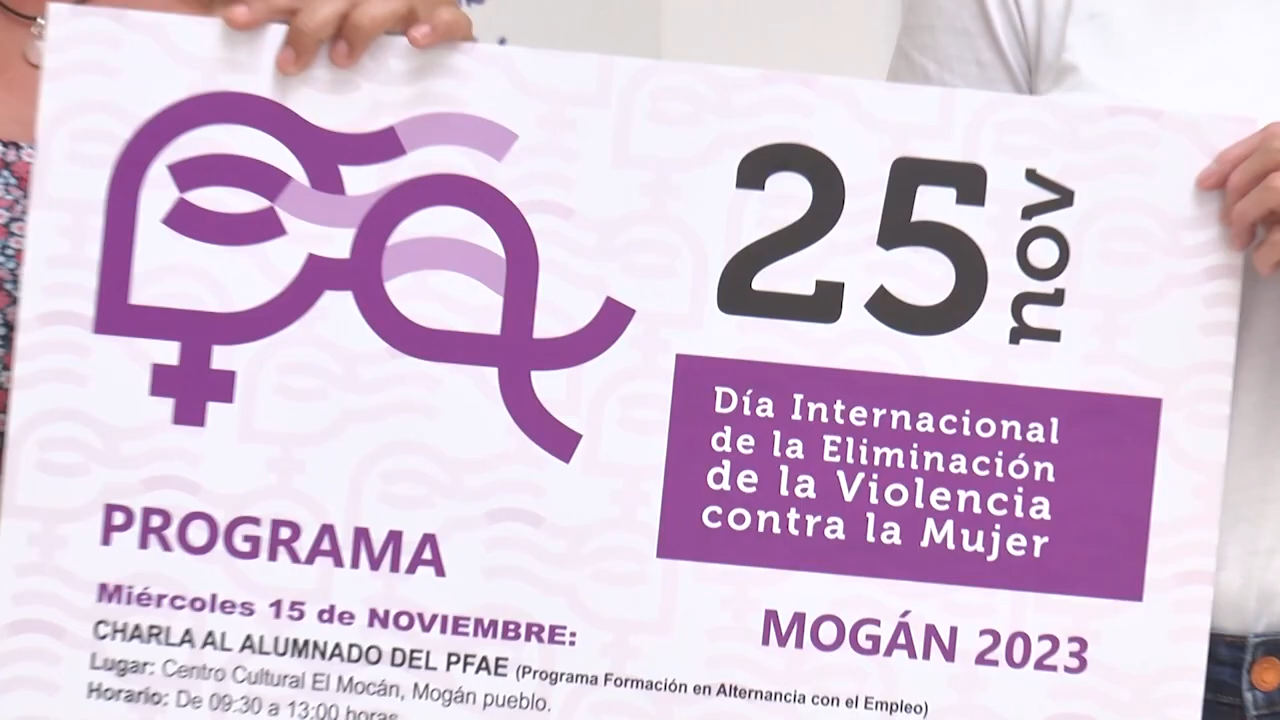 25 nov
Día Internacional
de la Eliminación
de la Violencia
contra la Mujer
MOGÁN 2023
PROGRAMA
Miércoles 15 de NOVIEMBRE:
CHARLA AL ALUMNADO DEL PFAE (Programa Formación en Alternancia con el Empleo)
Lugar: Centro Cultural El Mocán, Mogán pueblo.
Horario: De 09:30 a 13:00 horas